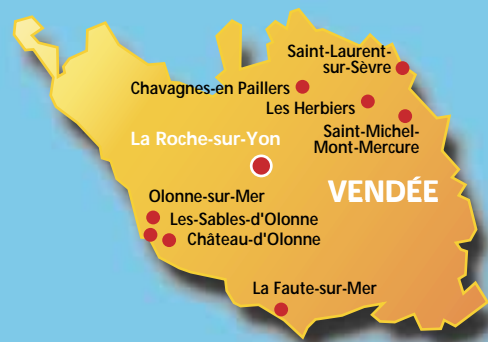 Saint-Laurent-
sur-Sèvre
Chavagnes-en Paillers
Les Herbiers
Saint-Michel-
Mont-Mercure
La Roche-sur-Yon
VENDÉE
Olonne-sur-Mer
Les-Sables-d'Olonne
Château-d'Olonne
La Faute-sur-Mer